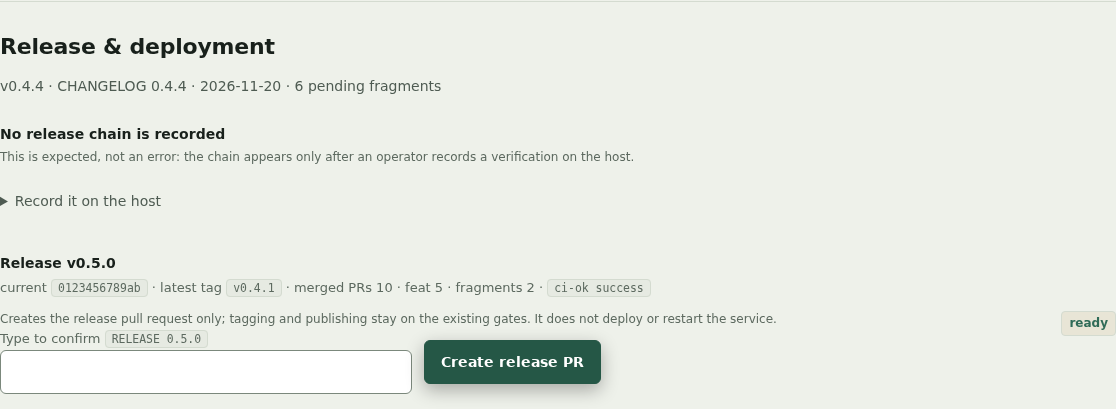 Release & deployment
v0.4.4 · CHANGELOG 0.4.4 · 2026-11-20 · 6 pending fragments
No release chain is recorded
This is expected, not an error: the chain appears only after an operator records a verification on the host.
Record it on the host
Release v0.5.0
current 0123456789ab · latest tag v0.4.1 · merged PRs 10 · feat 5 · fragments 2 · ci-ok success
Creates the release pull request only; tagging and publishing stay on the existing gates. It does not deploy or restart the service.
ready
Type to confirm RELEASE 0.5.0
Create release PR